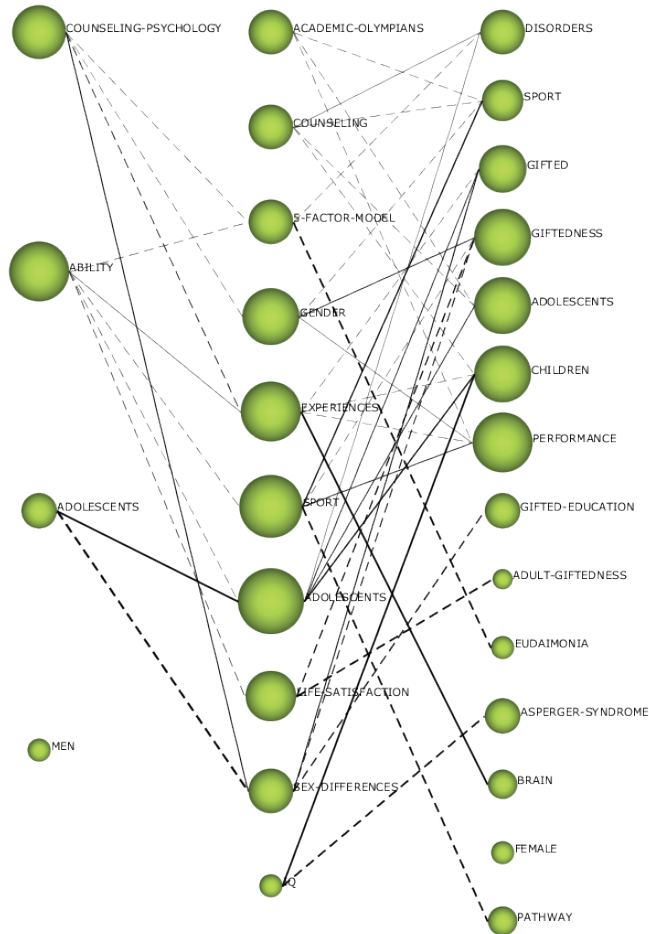 COUNSELING-PSYCHOLOGY
ABILITY
ADOLESCENTS
MEN
ACADEMIC-OLYMPIANS
COUNSELING
5-FACTOR-MODEL
GENDER
EXPERIENCES
SPORT
ADOLESCENTS
LIFE-SATISFACTION
SEX-DIFFERENCES
IQ
DISORDERS
SPORT
GIFTED
GIFTEDNESS
ADOLESCENTS
CHILDREN
PERFORMANCE
GIFTED-EDUCATION
ADULT-GIFTEDNESS
EUDAIMONIA
ASPERGER-SYNDROME
BRAIN
FEMALE
PATHWAY